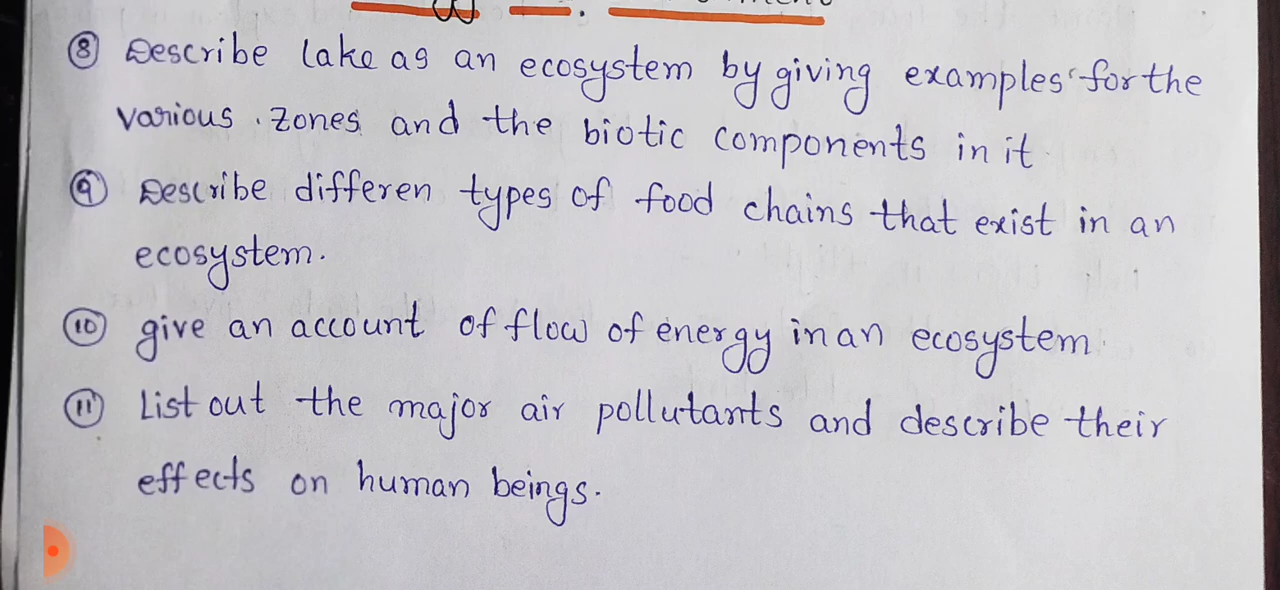 ⑧ Describe lake as an ecosystem by giving examples for the
various zones and the biotic components in it
⑨ Describe differen types of food chains that exist in an
ecosystem.
⑩ give an account of flow of energy in an ecosystem.
⑪ List out the major air pollutants and describe their
effects on human beings.